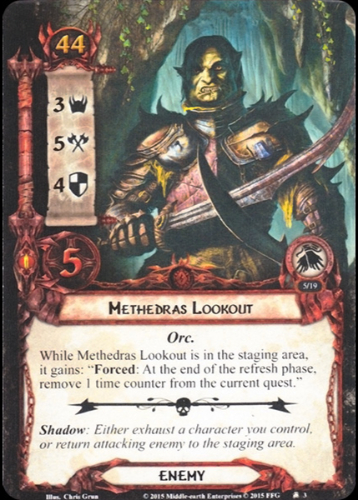 44
3
5
4
5
5/19
METHEDRAS LOOKOUT
Orc.
While Methedras Lookout is in the staging area,
it gains: “Forced: At the end of the refresh phase,
remove 1 time counter from the current quest.”
Shadow: Either exhaust a character you control,
or return attacking enemy to the staging area.
ENEMY
Illus. Chris Grun © 2015 Middle-earth Enterprises © 2015 FFG 3